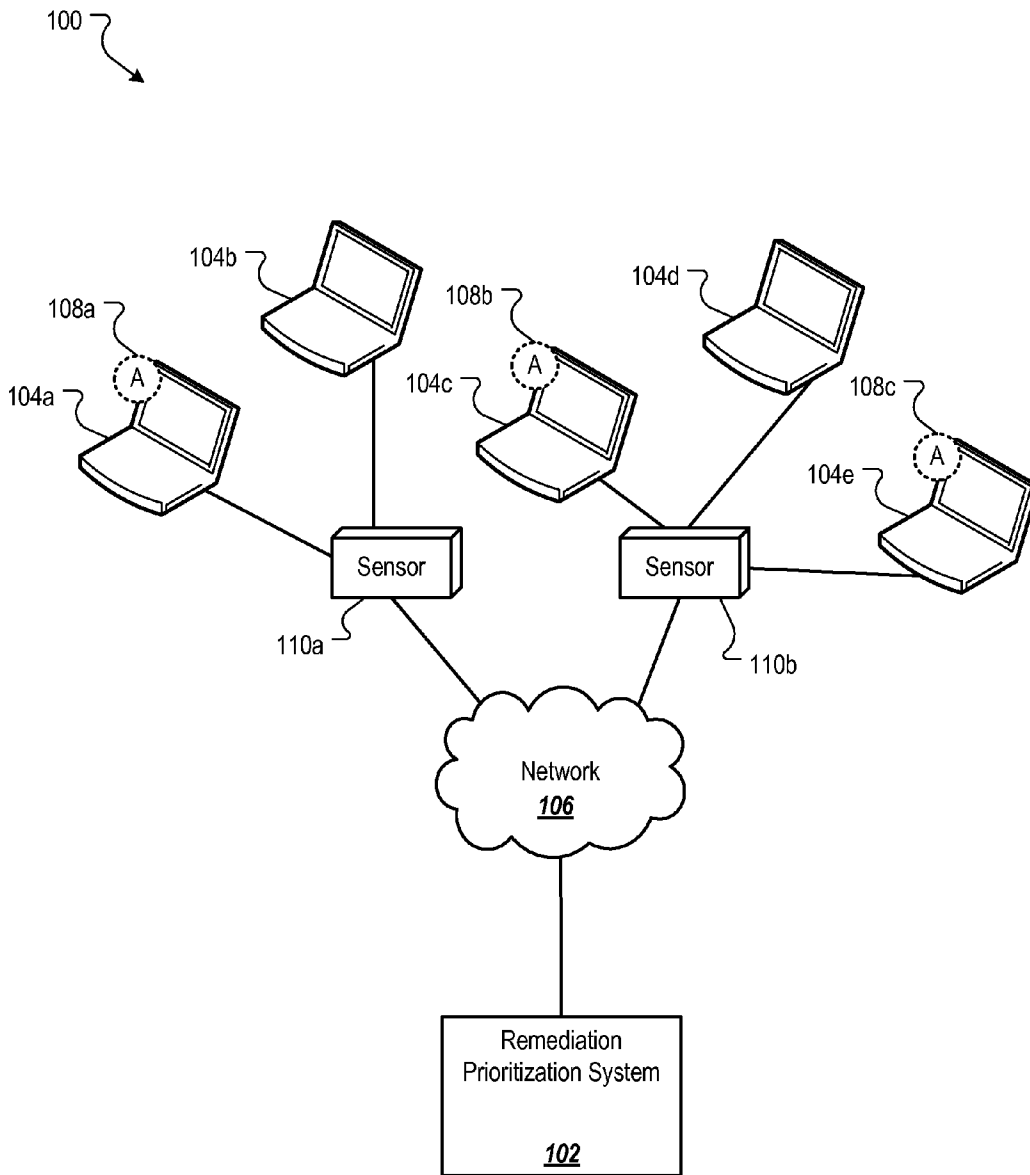 100
104b
104d
108a
108b
A
A
104a
104c
108c
A
104e
Sensor
Sensor
110a
110b
Network
106
Remediation
Prioritization System
102